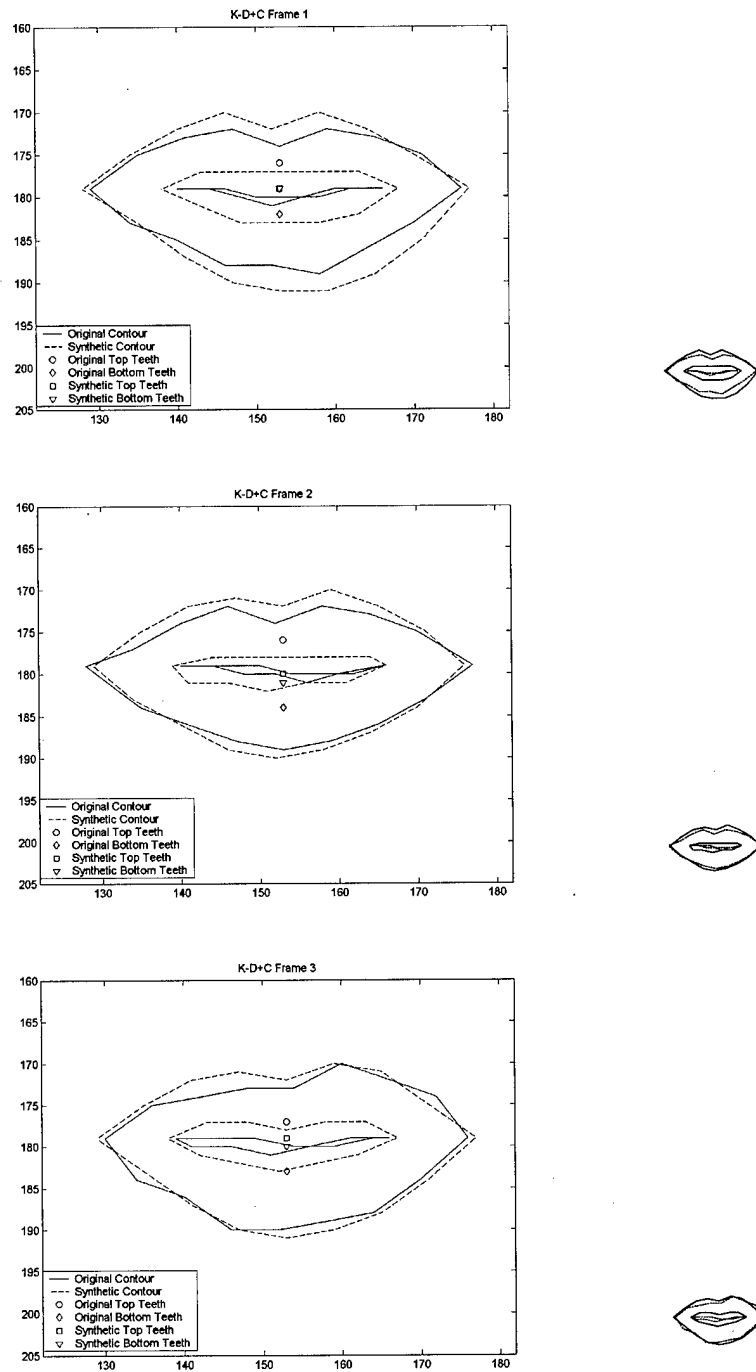 K-D+C Frame 1
160
165
170
175
180
185
190
195
200
205
Original Contour
Synthetic Contour
Original Top Teeth
Original Bottom Teeth
Synthetic Top Teeth
Synthetic Bottom Teeth
130 140 150 160 170 180
K-D+C Frame 2
160
165
170
175
180
185
190
195
200
205
Original Contour
Synthetic Contour
Original Top Teeth
Original Bottom Teeth
Synthetic Top Teeth
Synthetic Bottom Teeth
130 140 150 160 170 180
K-D+C Frame 3
160
165
170
175
180
185
190
195
200
205
Original Contour
Synthetic Contour
Original Top Teeth
Original Bottom Teeth
Synthetic Top Teeth
Synthetic Bottom Teeth
130 140 150 160 170 180